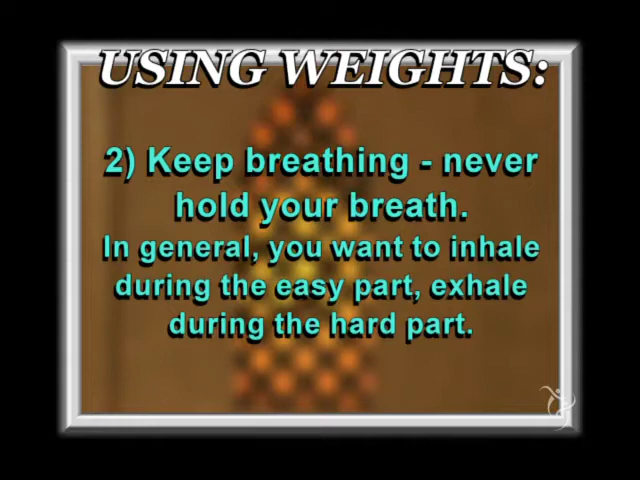 USING WEIGHTS:
2) Keep breathing - never
hold your breath.
In general, you want to inhale
during the easy part, exhale
during the hard part.